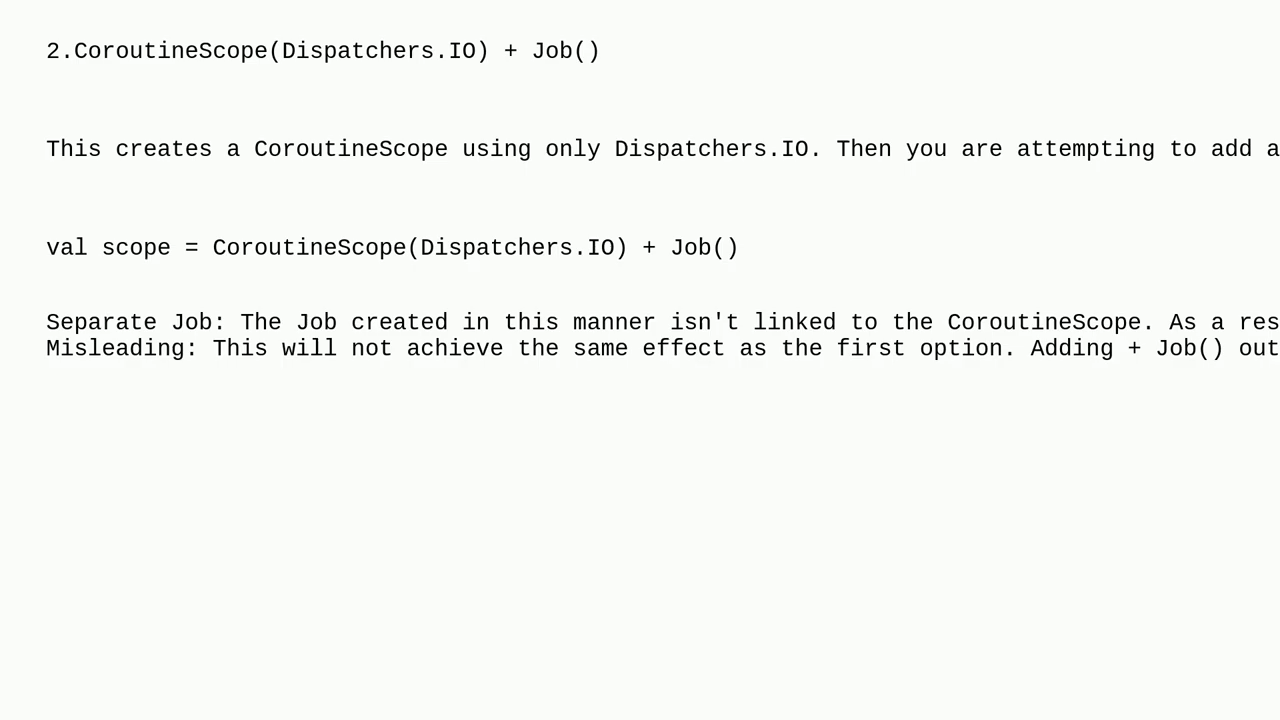 2.CoroutineScope(Dispatchers.IO) + Job()
This creates a CoroutineScope using only Dispatchers.IO. Then you are attempting to add a
val scope = CoroutineScope(Dispatchers.IO) + Job()
Separate Job: The Job created in this manner isn't linked to the CoroutineScope. As a res
Misleading: This will not achieve the same effect as the first option. Adding + Job() out